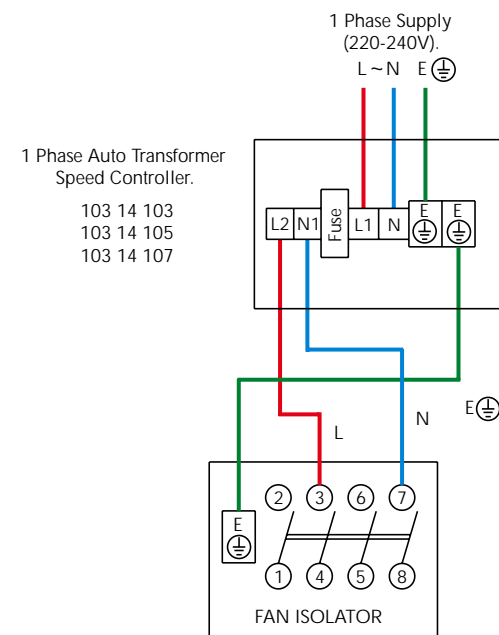 1 Phase Supply
(220-240V).
L ~ N E
1 Phase Auto Transformer
Speed Controller.
103 14 103
103 14 105
103 14 107
L2 N1 Fuse L1 N E E
E
L N
E
2 3 6 7
1 4 5 8
FAN ISOLATOR